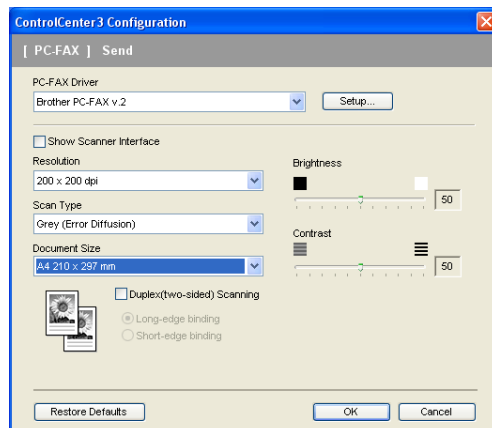 ControlCenter3 Configuration
[ PC-FAX ] Send
PC-FAX Driver
Brother PC-FAX v.2
Setup...
Show Scanner Interface
Resolution
200 x 200 dpi
Scan Type
Grey (Error Diffusion)
Document Size
A4 210 x 297 mm
Duplex(two-sided) Scanning
Long-edge binding
Short-edge binding
Brightness
50
Contrast
50
Restore Defaults
OK
Cancel